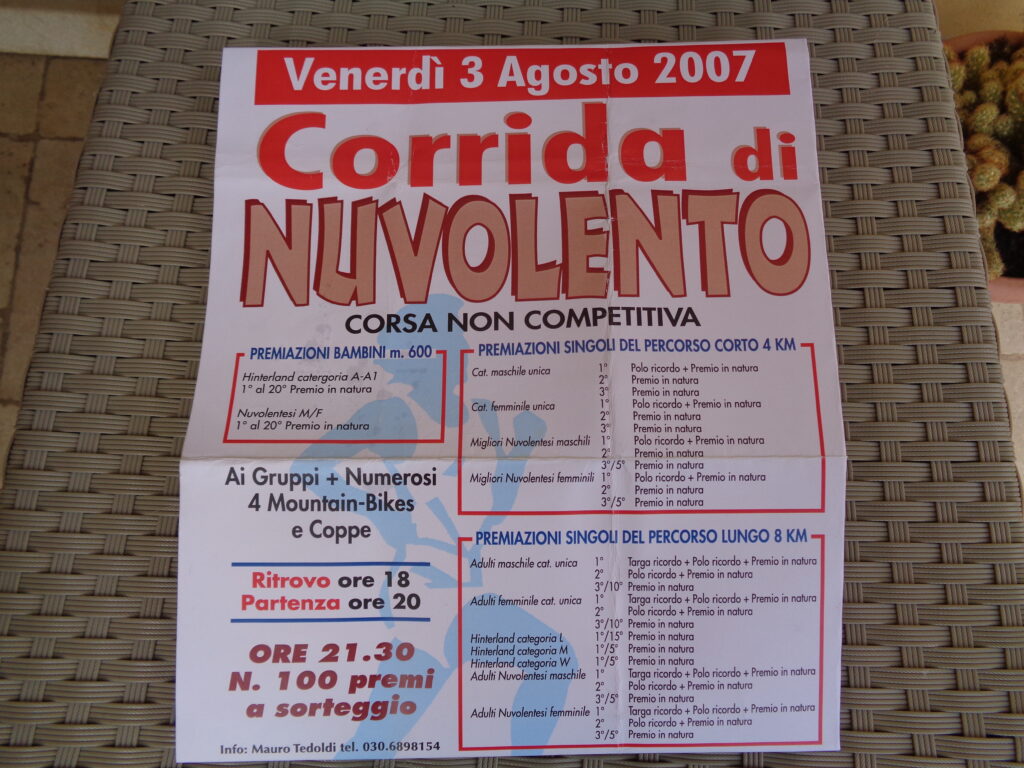 Venerdì 3 Agosto 2007
Corrida di
NUVOLENTO
CORSA NON COMPETITIVA
PREMIAZIONI BAMBINI m. 600
Hinterland catergoria A-A1
1° al 20° Premio in natura
Nuvolentesi M/F
1° al 20° Premio in natura
Ai Gruppi + Numerosi
4 Mountain-Bikes
e Coppe
Ritrovo ore 18
Partenza ore 20
ORE 21.30
N. 100 premi
a sorteggio
Info: Mauro Tedoldi tel. 030.6898154
PREMIAZIONI SINGOLI DEL PERCORSO CORTO 4 KM
Cat. maschile unica 1° Polo ricordo + Premio in natura
2° Premio in natura
3° Premio in natura
Cat. femminile unica 1° Polo ricordo + Premio in natura
2° Premio in natura
3° Premio in natura
Migliori Nuvolentesi maschili 1° Polo ricordo + Premio in natura
2° Premio in natura
3°/5° Premio in natura
Migliori Nuvolentesi femminili 1° Polo ricordo + Premio in natura
2° Premio in natura
3°/5° Premio in natura
PREMIAZIONI SINGOLI DEL PERCORSO LUNGO 8 KM
Adulti maschile cat. unica 1° Targa ricordo + Polo ricordo + Premio in natura
2° Polo ricordo + Premio in natura
3°/10° Premio in natura
Adulti femminile cat. unica 1° Targa ricordo + Polo ricordo + Premio in natura
2° Polo ricordo + Premio in natura
3°/10° Premio in natura
Hinterland categoria L 1°/15° Premio in natura
Hinterland categoria M 1°/5° Premio in natura
Hinterland categoria W 1°/5° Premio in natura
Adulti Nuvolentesi maschile 1° Targa ricordo + Polo ricordo + Premio in natura
2° Polo ricordo + Premio in natura
3°/5° Premio in natura
Adulti Nuvolentesi femminile 1° Targa ricordo + Polo ricordo + Premio in natura
2° Polo ricordo + Premio in natura
3°/5° Premio in natura